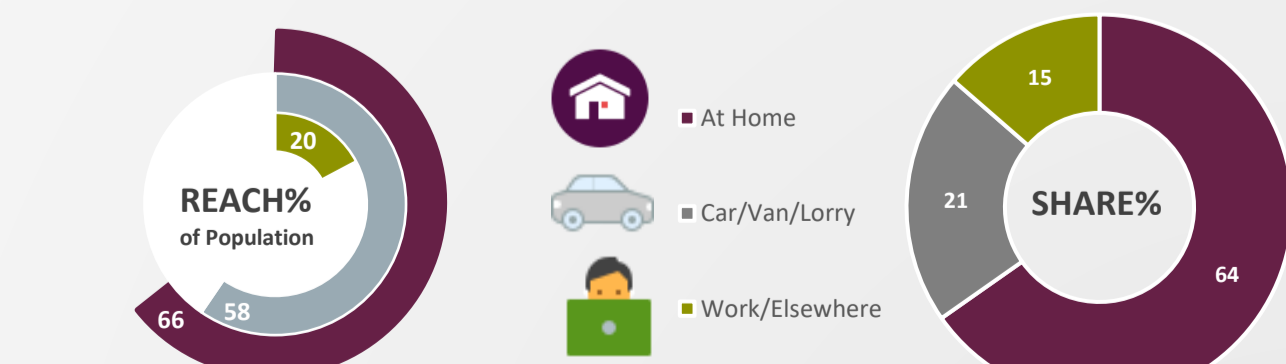 20
REACH%
of Population
58
66
At Home
Car/Van/Lorry
Work/Elsewhere
15
21
SHARE%
64